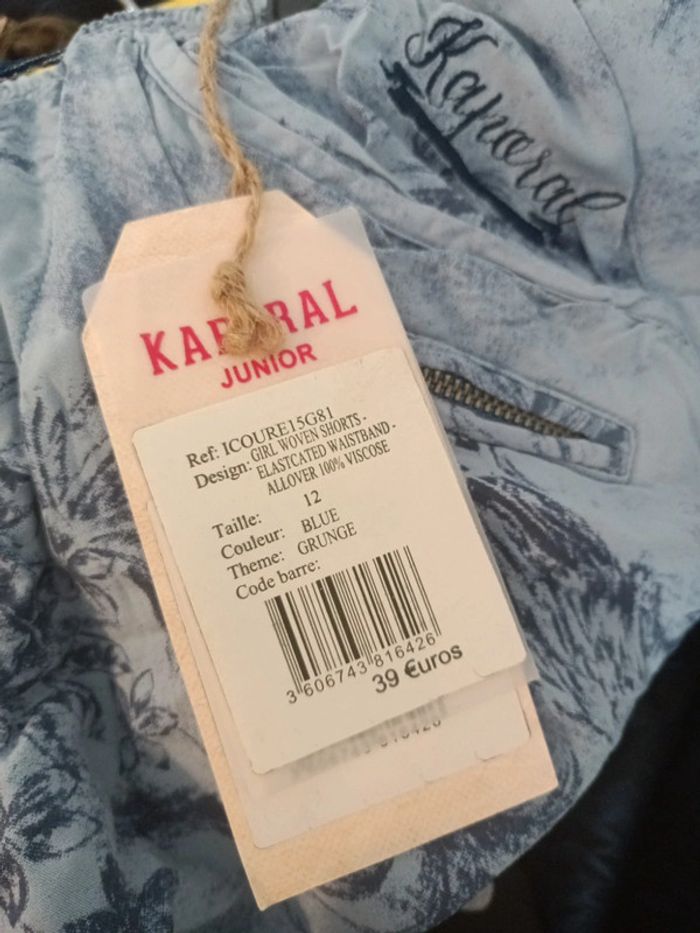 Kaporal
KAPORAL
JUNIOR
Ref: ICOURE15G81
Design: GIRL WOVEN SHORTS -
ELASTCATED WAISTBAND -
ALLOVER 100% VISCOSE
Taille: 12
Couleur: BLUE
Theme: GRUNGE
Code barre:
3 606743 816426
39 €uros